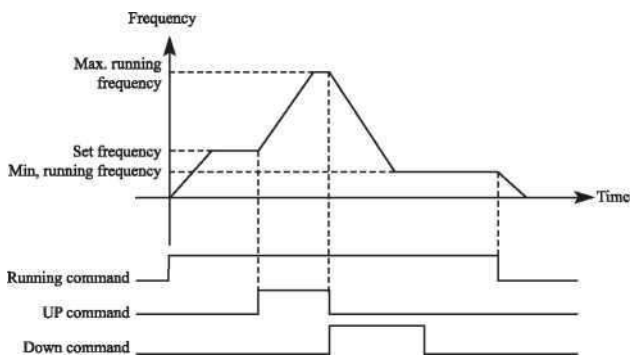 Frequency
Max. running
frequency
Set frequency
Min, running frequency
Time
Running command
UP command
Down command